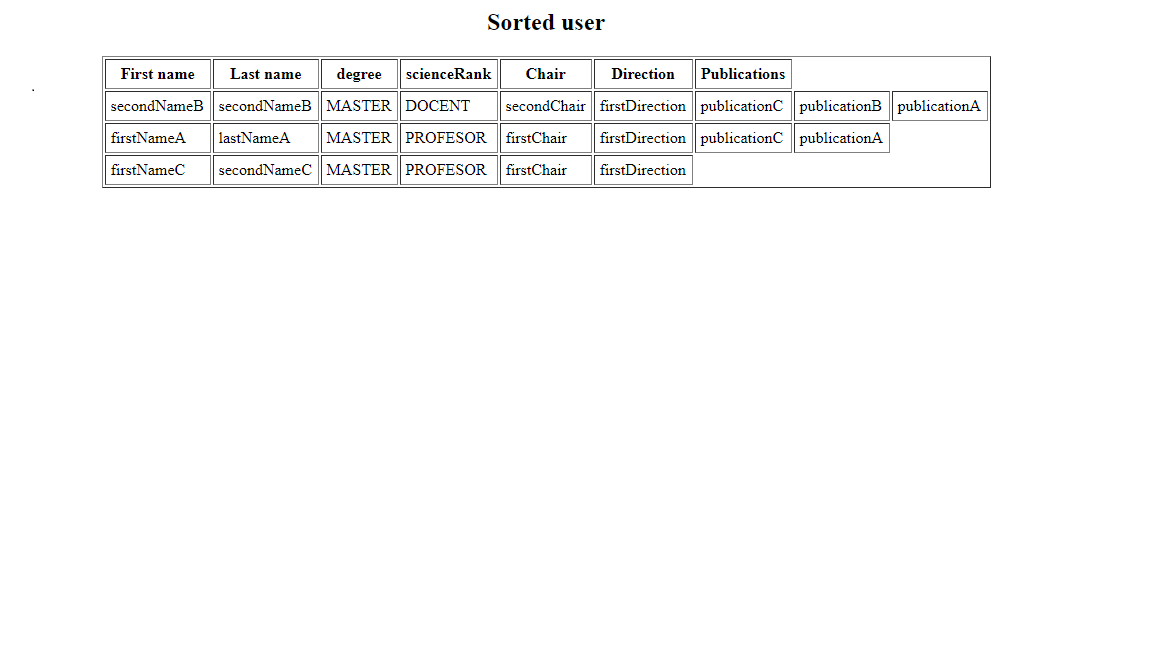 Sorted user
First name Last name degree scienceRank Chair Direction Publications
secondNameB secondNameB MASTER DOCENT secondChair firstDirection publicationC publicationB publicationA
firstNameA lastNameA MASTER PROFESOR firstChair firstDirection publicationC publicationA
firstNameC secondNameC MASTER PROFESOR firstChair firstDirection